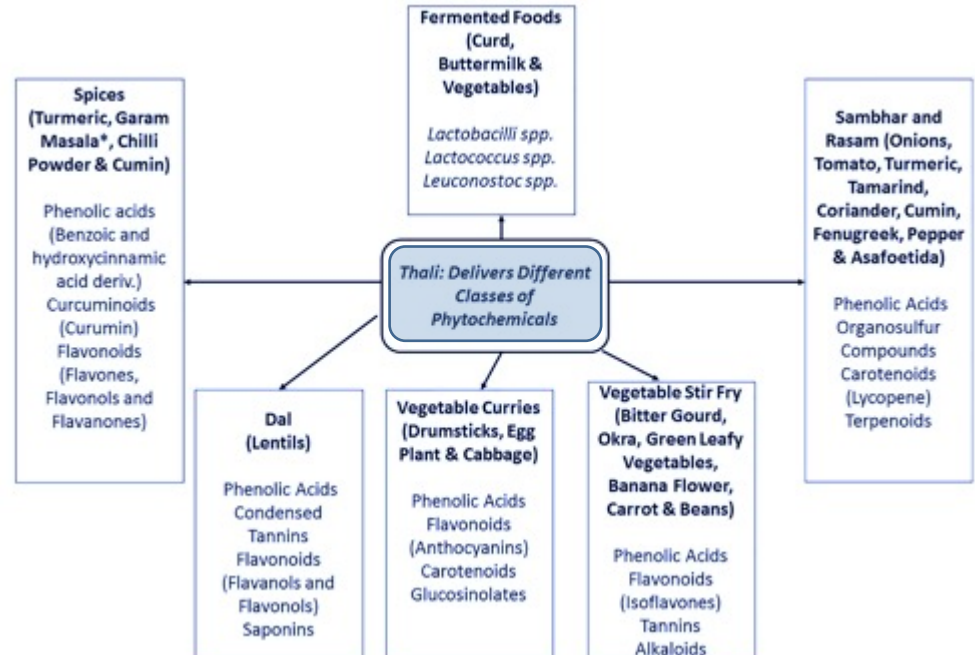 Fermented Foods
(Curd,
Buttermilk &
Vegetables)
Lactobacilli spp.
Lactococcus spp.
Leuconostoc spp.
Spices
(Turmeric, Garam
Masala*, Chilli
Powder & Cumin)
Phenolic acids
(Benzoic and
hydroxycinnamic
acid deriv.)
Curcuminoids
(Curumin)
Flavonoids
(Flavones,
Flavonols and
Flavanones)
Thali: Delivers Different
Classes of
Phytochemicals
Sambhar and
Rasam (Onions,
Tomato, Turmeric,
Tamarind,
Coriander, Cumin,
Fenugreek, Pepper
& Asafoetida)
Phenolic Acids
Organosulfur
Compounds
Carotenoids
(Lycopene)
Terpenoids
Dal
(Lentils)
Phenolic Acids
Condensed
Tannins
Flavonoids
(Flavanols and
Flavonols)
Saponins
Vegetable Curries
(Drumsticks, Egg
Plant & Cabbage)
Phenolic Acids
Flavonoids
(Anthocyanins)
Carotenoids
Glucosinolates
Vegetable Stir Fry
(Bitter Gourd,
Okra, Green Leafy
Vegetables,
Banana Flower,
Carrot & Beans)
Phenolic Acids
Flavonoids
(Isoflavones)
Tannins
Alkaloids